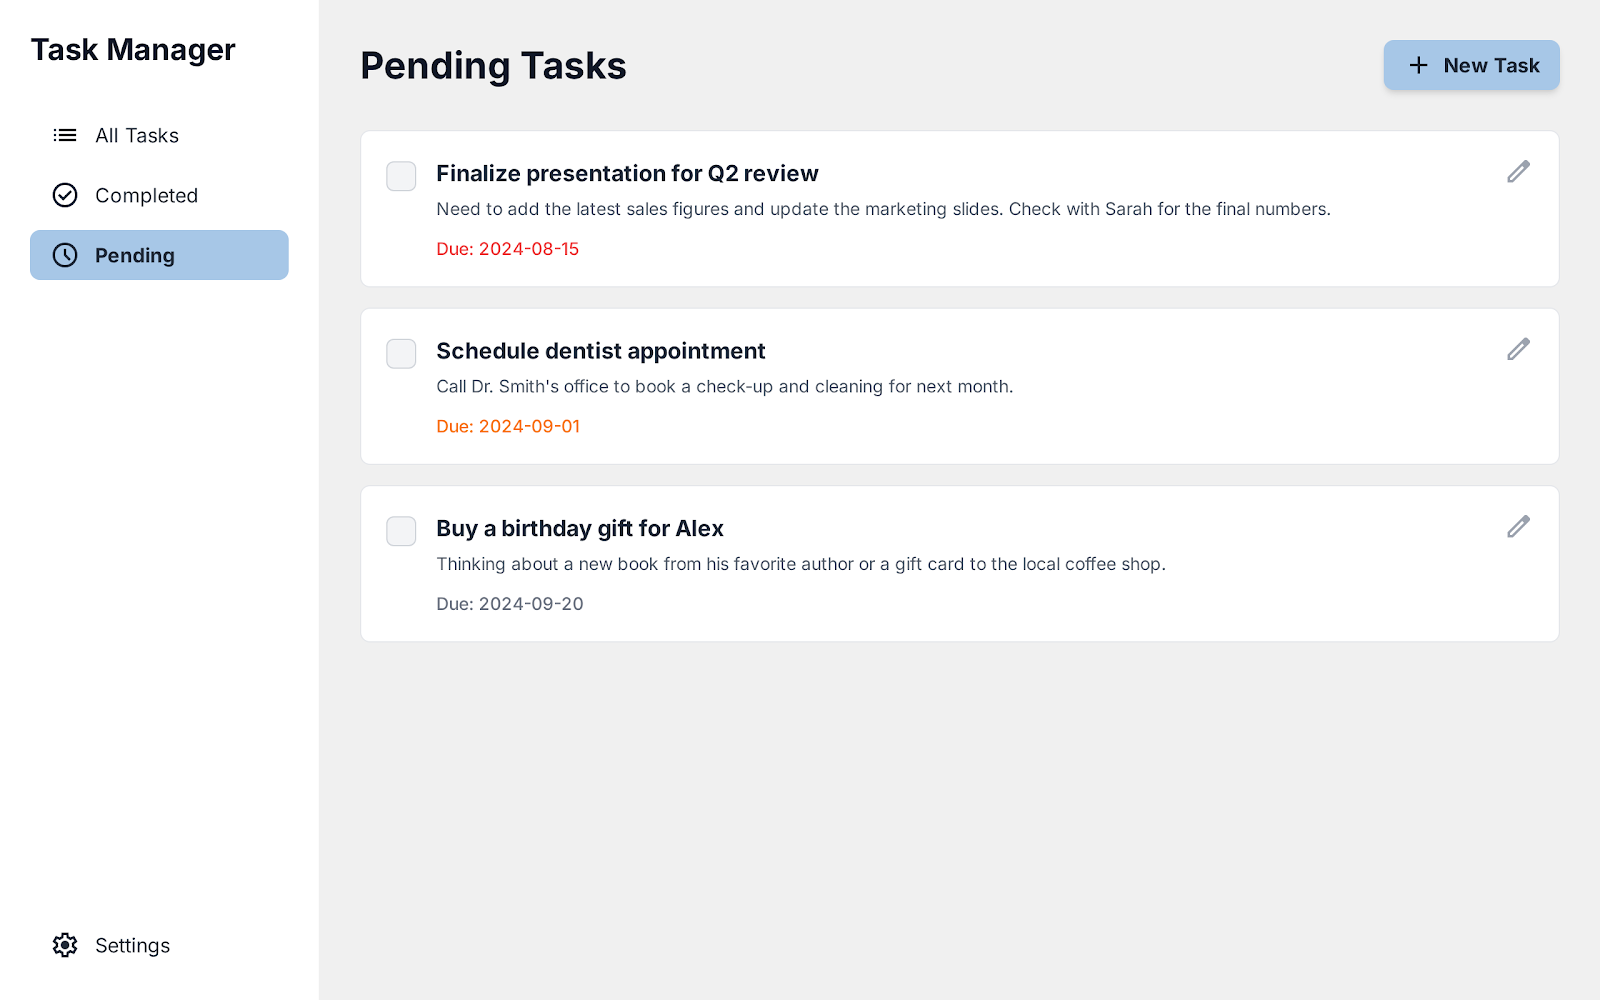 Task Manager
All Tasks
Completed
Pending
Settings
Pending Tasks
New Task
Finalize presentation for Q2 review
Need to add the latest sales figures and update the marketing slides. Check with Sarah for the final numbers.
Due: 2024-08-15
Schedule dentist appointment
Call Dr. Smith's office to book a check-up and cleaning for next month.
Due: 2024-09-01
Buy a birthday gift for Alex
Thinking about a new book from his favorite author or a gift card to the local coffee shop.
Due: 2024-09-20